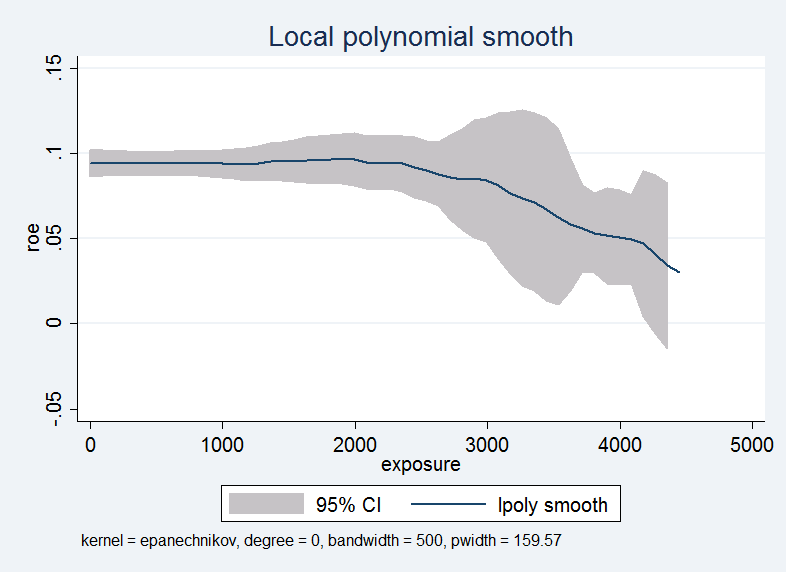 Local polynomial smooth
.15
.1
.05
0
-.05
roe
0 1000 2000 3000 4000 5000
exposure
95% CI lpoly smooth
kernel = epanechnikov, degree = 0, bandwidth = 500, pwidth = 159.57